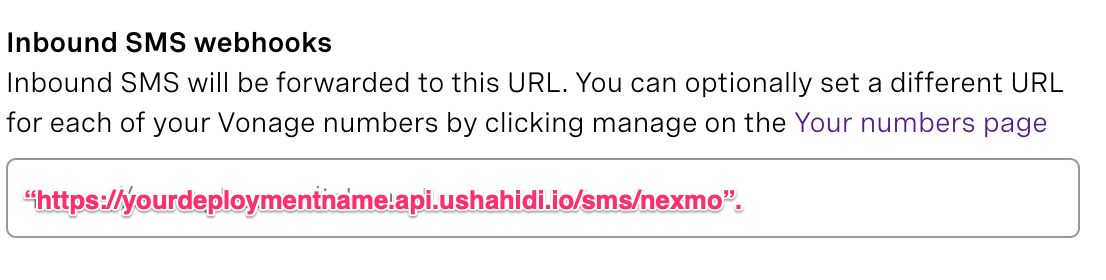 Inbound SMS webhooks
Inbound SMS will be forwarded to this URL. You can optionally set a different URL
for each of your Vonage numbers by clicking manage on the Your numbers page
“https://yourdeploymentname.api.ushahidi.io/sms/nexmo”.